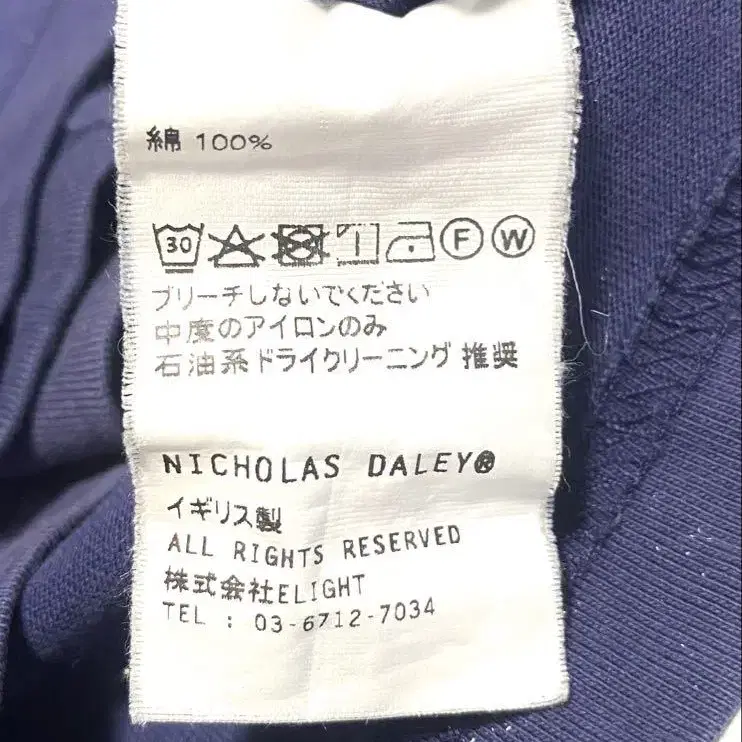 綿 100%
30 F W
ブリーチしないでください
中度のアイロンのみ
石油系ドライクリーニング 推奨
NICHOLAS DALEY®
イギリス製
ALL RIGHTS RESERVED
株式会社ELIGHT
TEL : 03-6712-7034